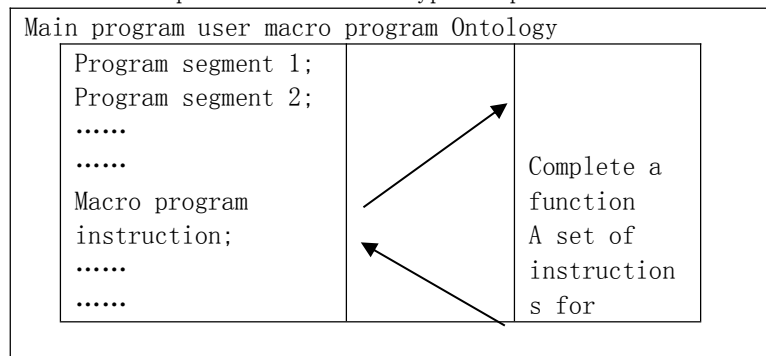 Main program user macro program Ontology
Program segment 1;
Program segment 2;
……
……
Macro program
instruction;
……
……
Complete a
function
A set of
instruction
s for